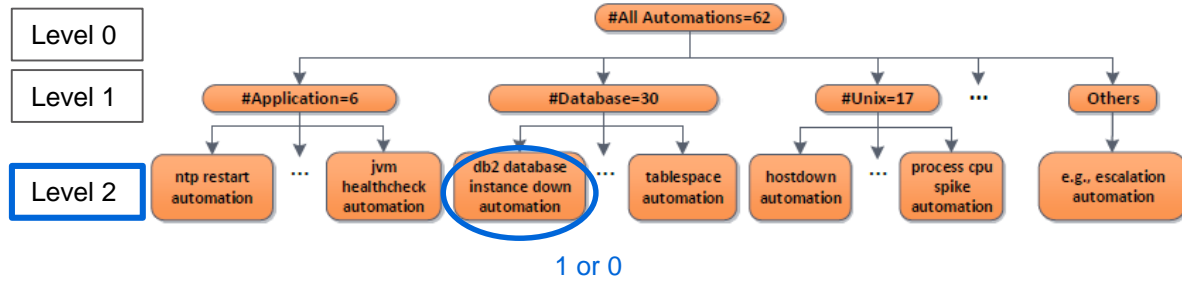 Level 0
#All Automations=62
Level 1
#Application=6
#Database=30
#Unix=17
...
Others
Level 2
ntp restart
automation
...
jvm
healthcheck
automation
db2 database
instance down
automation
...
tablespace
automation
hostdown
automation
...
process cpu
spike
automation
e.g., escalation
automation
1 or 0